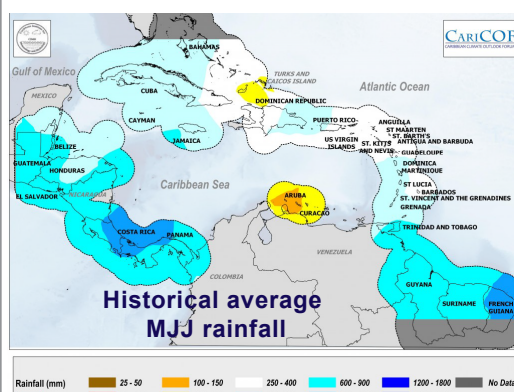 CARICOF
CARIBBEAN CLIMATE OUTLOOK FORUM
BAHAMAS
Gulf of Mexico
TURKS AND
CAICOS ISLAND
Atlantic Ocean
MEXICO
CUBA
DOMINICAN REPUBLIC
CAYMAN
PUERTO RICO
ANGUILLA
ST MAARTEN
ST. BARTH'S
JAMAICA
US VIRGIN
ISLANDS
ST. KITTS
AND NEVIS
ANTIGUA AND BARBUDA
BELIZE
GUADELOUPE
GUATEMALA
DOMINICA
HONDURAS
MARTINIQUE
Caribbean Sea
ST LUCIA
EL SALVADOR
NICARAGUA
ARUBA
BARBADOS
ST. VINCENT AND THE GRENADINES
CURACAO
GRENADA
COSTA RICA
PANAMA
TRINIDAD AND TOBAGO
VENEZUELA
COLOMBIA
GUYANA
SURINAME
FRENCH
GUIANA
Historical average
MJJ rainfall
Rainfall (mm) 25 - 50 100 - 150 250 - 400 600 - 900 1200 - 1800 No Data